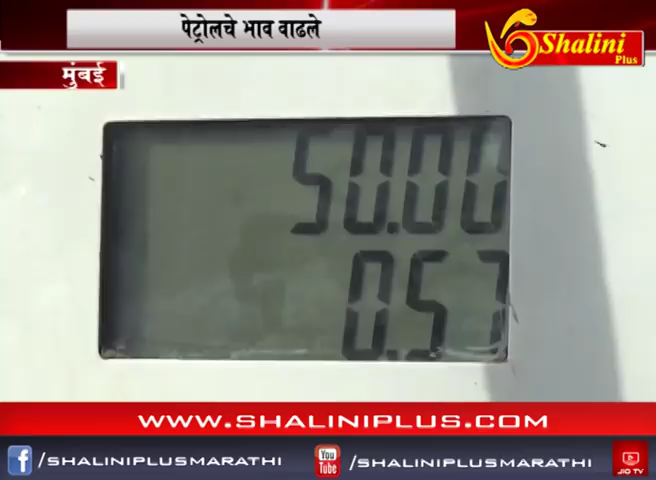 पेट्रोलचे भाव वाढले
Shalini
Plus
मुंबई
50.00
0.57
WWW.SHALINIPLUS.COM
f /SHALINIPLUSMARATHI
You Tube /SHALINIPLUSMARATHI
JIO TV